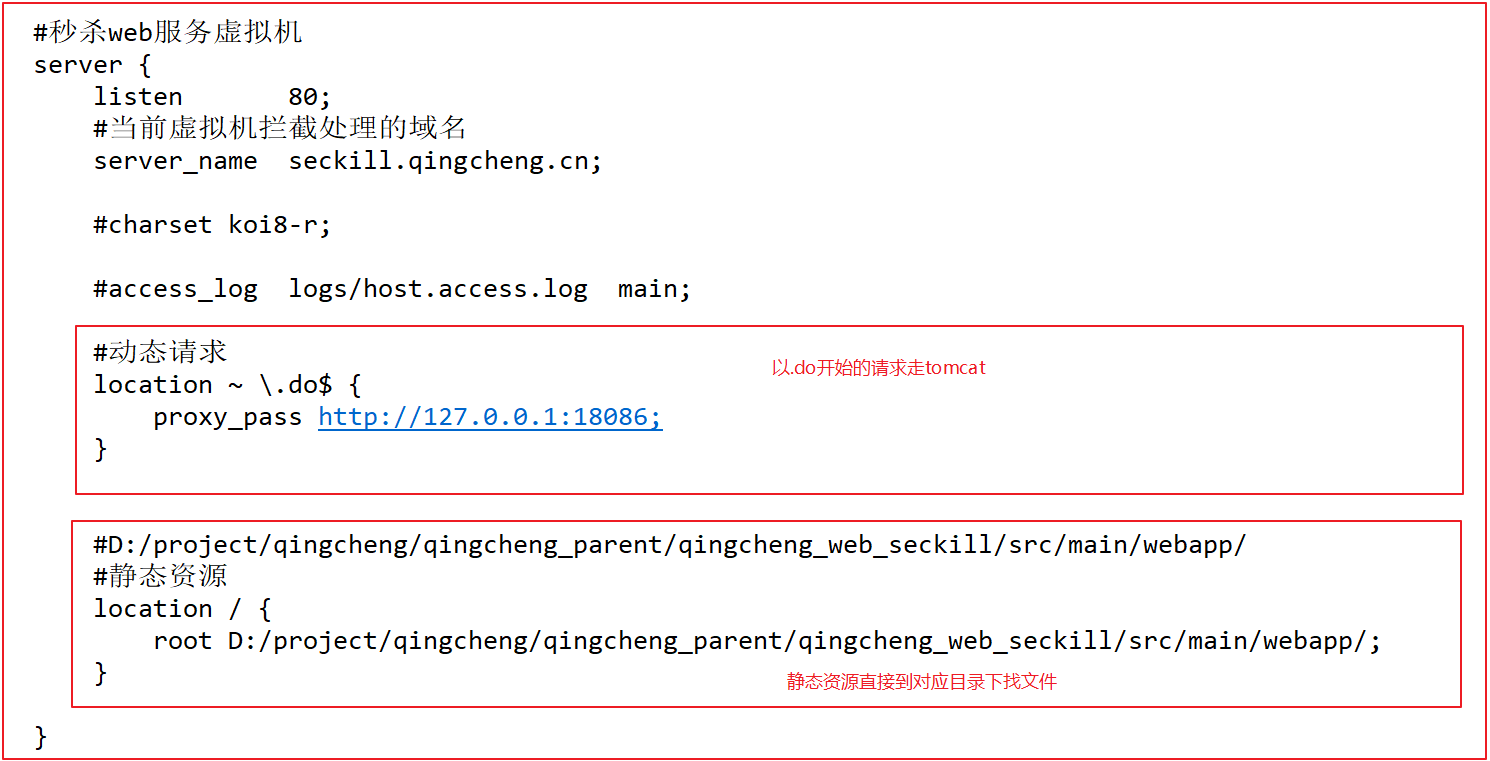 #秒杀web服务虚拟机
server {
    listen       80;
    #当前虚拟机拦截处理的域名
    server_name  seckill.qingcheng.cn;
    #charset koi8-r;
    #access_log  logs/host.access.log  main;
    #动态请求
以.do开始的请求走tomcat
    location ~ \.do$ {
        proxy_pass http://127.0.0.1:18086;
    }
    #D:/project/qingcheng/qingcheng_parent/qingcheng_web_seckill/src/main/webapp/
    #静态资源
    location / {
        root D:/project/qingcheng/qingcheng_parent/qingcheng_web_seckill/src/main/webapp/;
    }
静态资源直接到对应目录下找文件
}